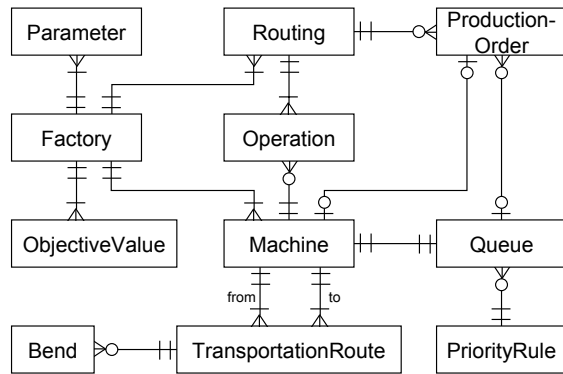 Parameter
Routing
Production-
Order
Factory
Operation
ObjectiveValue
Machine
Queue
from
to
Bend
TransportationRoute
PriorityRule